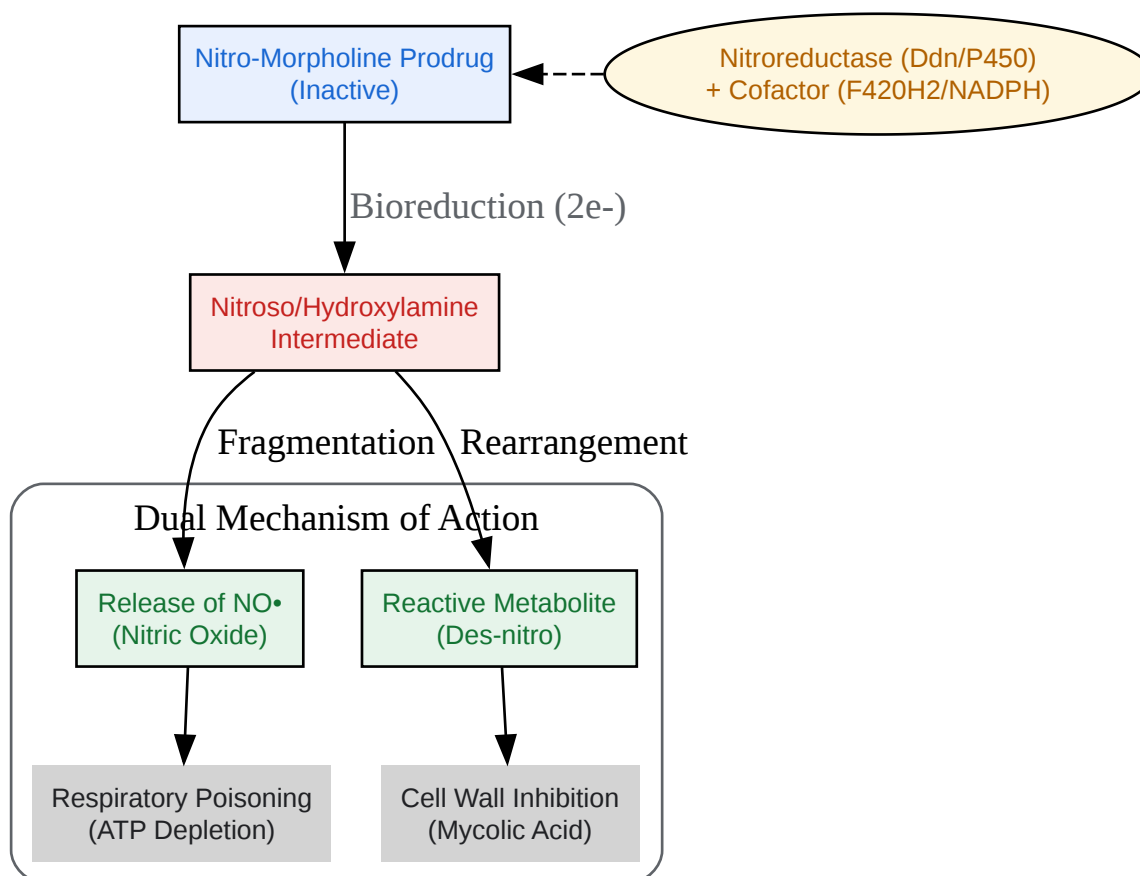 Nitro-Morpholine Prodrug
(Inactive)
Nitroreductase (Ddn/P450)
+ Cofactor (F420H2/NADPH)
Bioreduction (2e-)
Nitroso/Hydroxylamine
Intermediate
Fragmentation
Rearrangement
Dual Mechanism of Action
Release of NO•
(Nitric Oxide)
Reactive Metabolite
(Des-nitro)
Respiratory Poisoning
(ATP Depletion)
Cell Wall Inhibition
(Mycolic Acid)